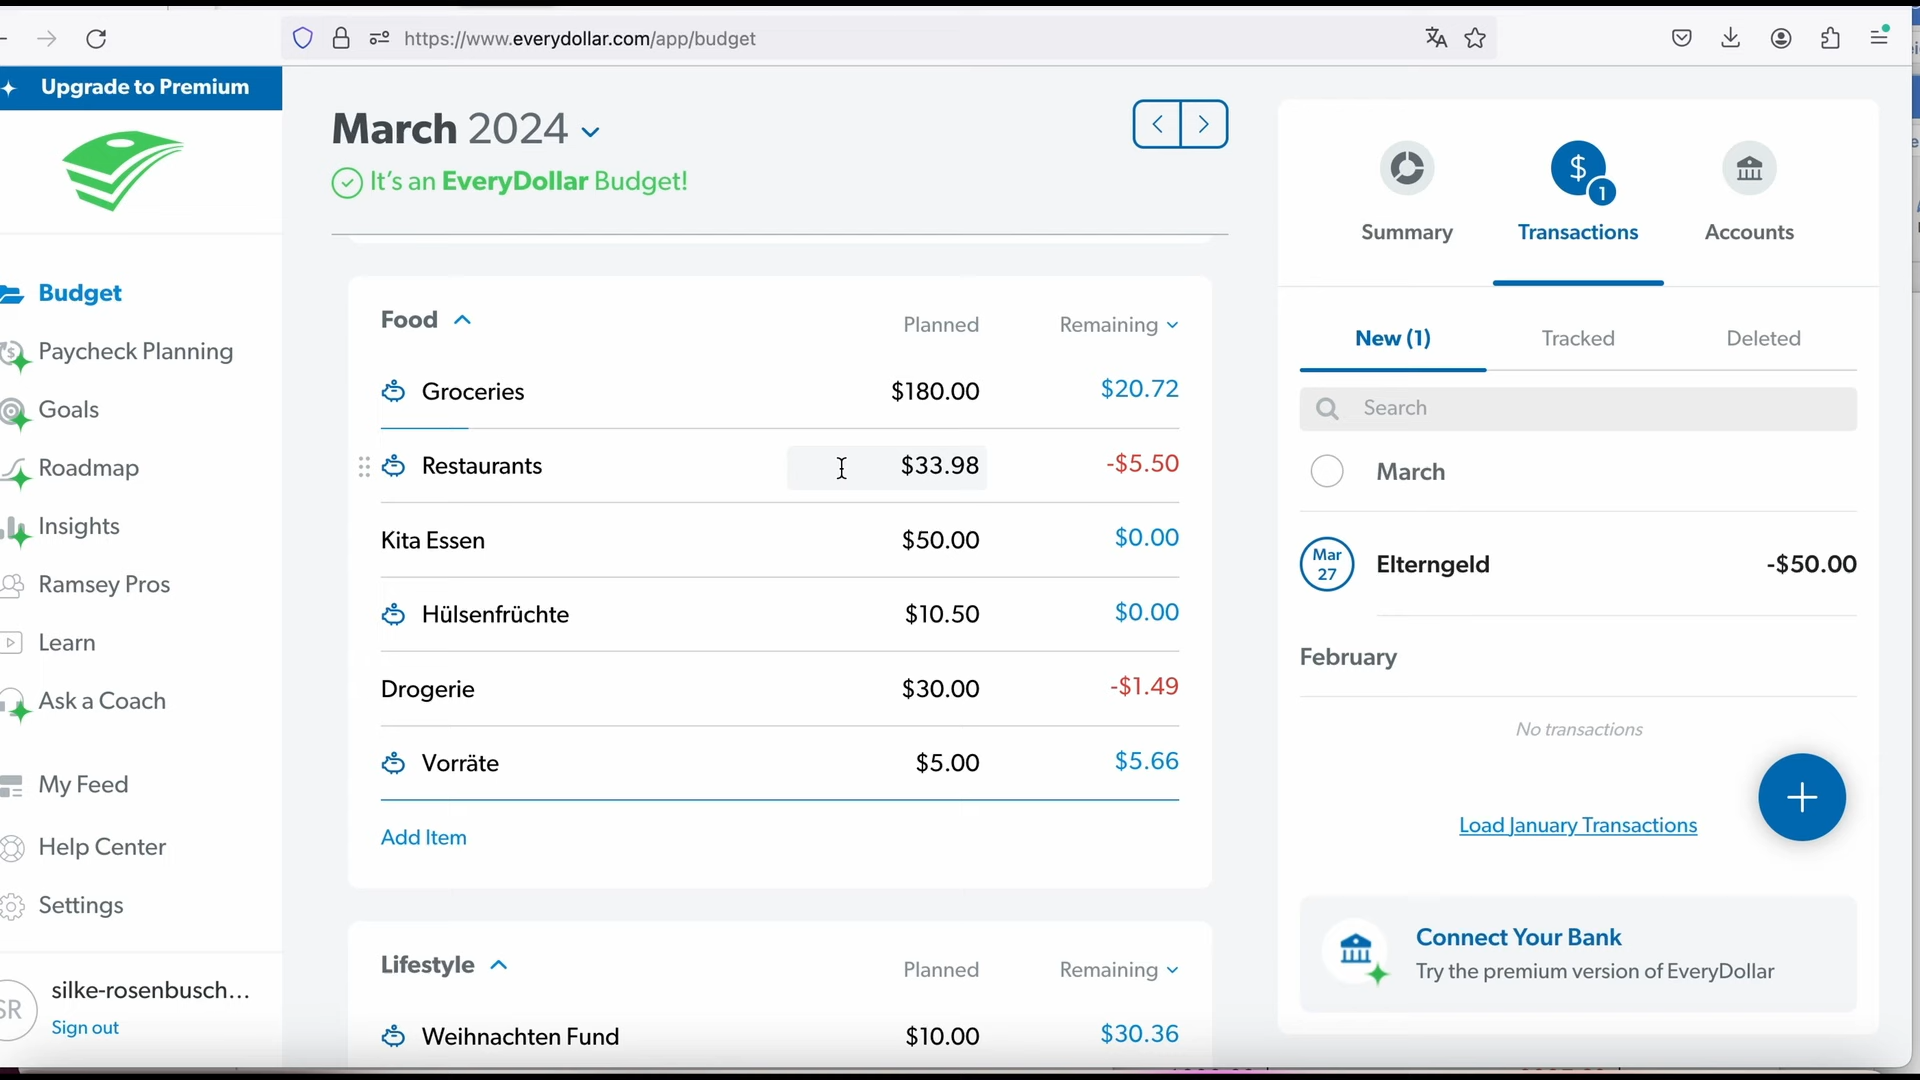 https://www.everydollar.com/app/budget
Upgrade to Premium
Budget
Paycheck Planning
Goals
Roadmap
Insights
Ramsey Pros
Learn
Ask a Coach
My Feed
Help Center
Settings
SR
silke-rosenbusch...
Sign out
March 2024
It's an EveryDollar Budget!
Food Planned Remaining
Groceries $180.00 $20.72
Restaurants $33.98 -$5.50
Kita Essen $50.00 $0.00
Hülsenfrüchte $10.50 $0.00
Drogerie $30.00 -$1.49
Vorräte $5.00 $5.66
Add Item
Lifestyle Planned Remaining
Weihnachten Fund $10.00 $30.36
$ 1
Summary Transactions Accounts
New (1) Tracked Deleted
Search
March
Mar
27
Elterngeld -$50.00
February
No transactions
Load January Transactions
Connect Your Bank
Try the premium version of EveryDollar